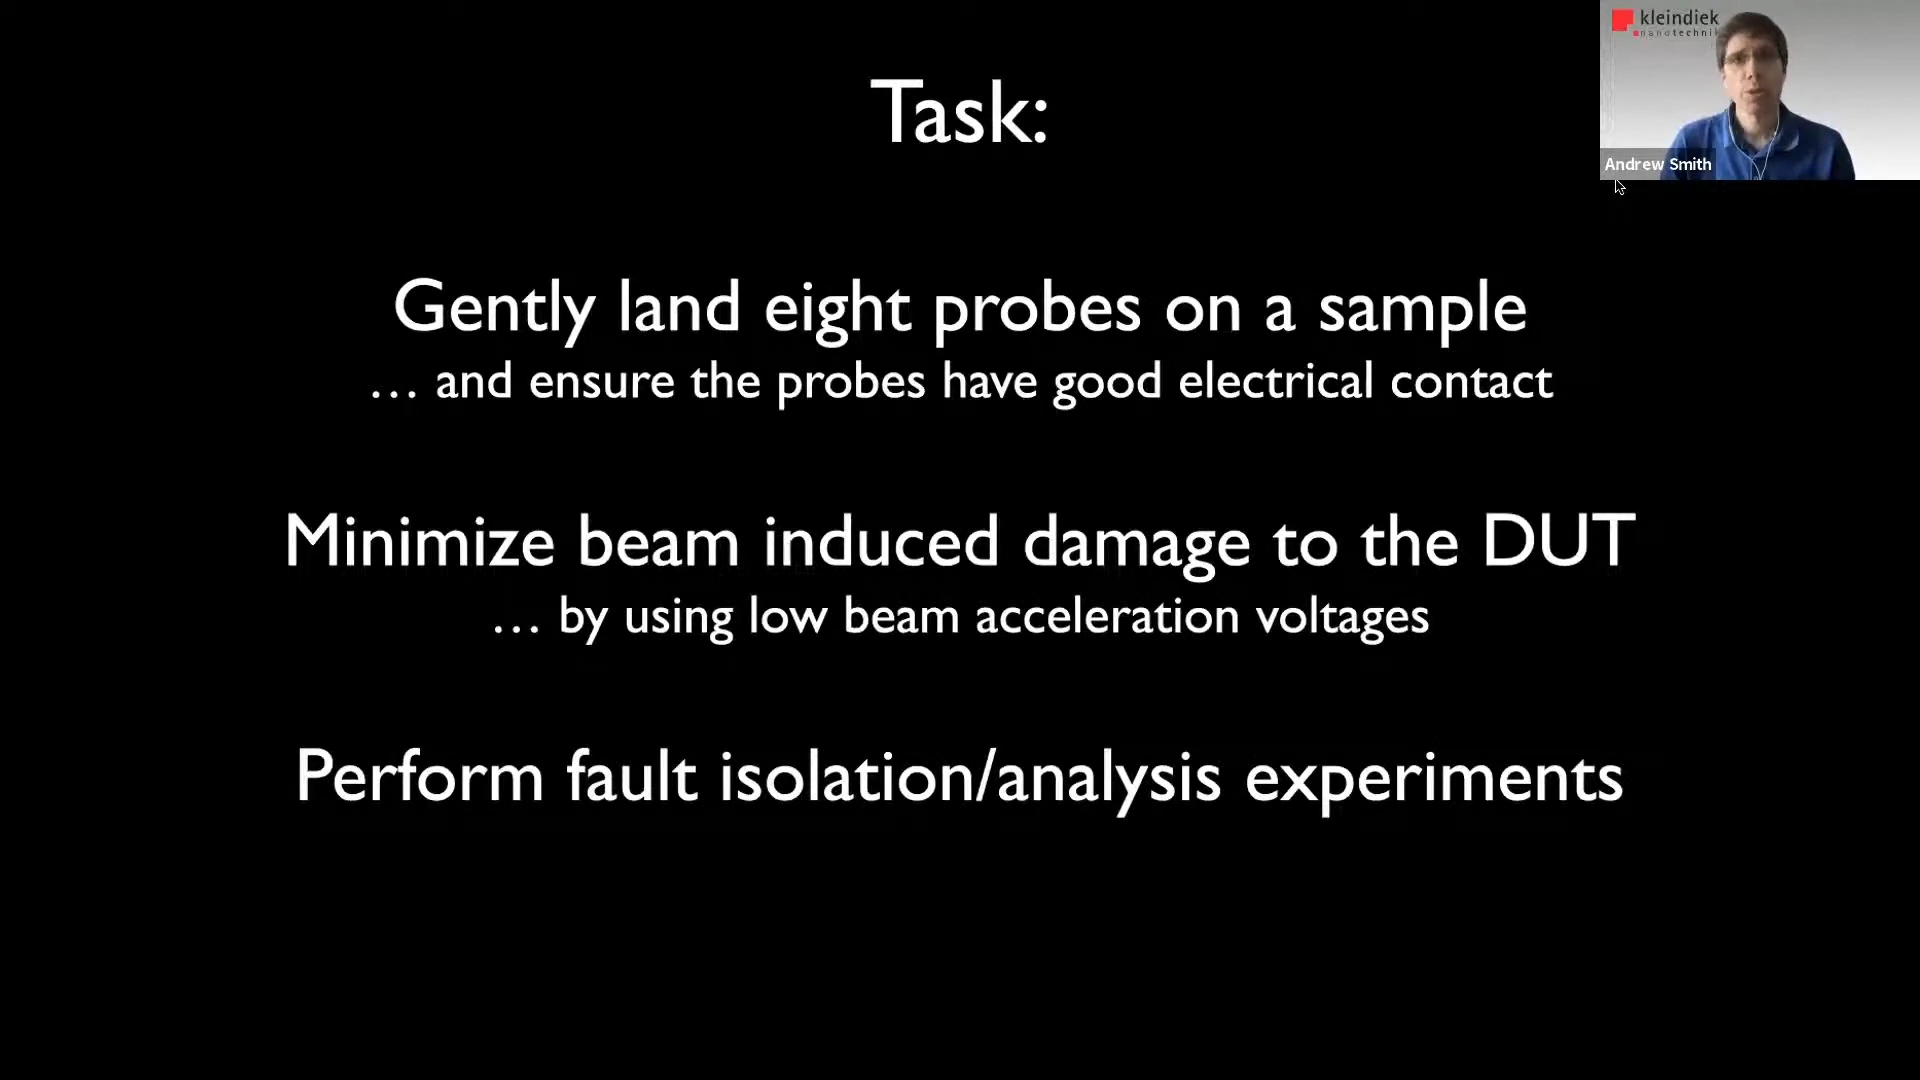 kleindiek
nanotechnik
Andrew Smith
Task:
Gently land eight probes on a sample
… and ensure the probes have good electrical contact
Minimize beam induced damage to the DUT
… by using low beam acceleration voltages
Perform fault isolation/analysis experiments